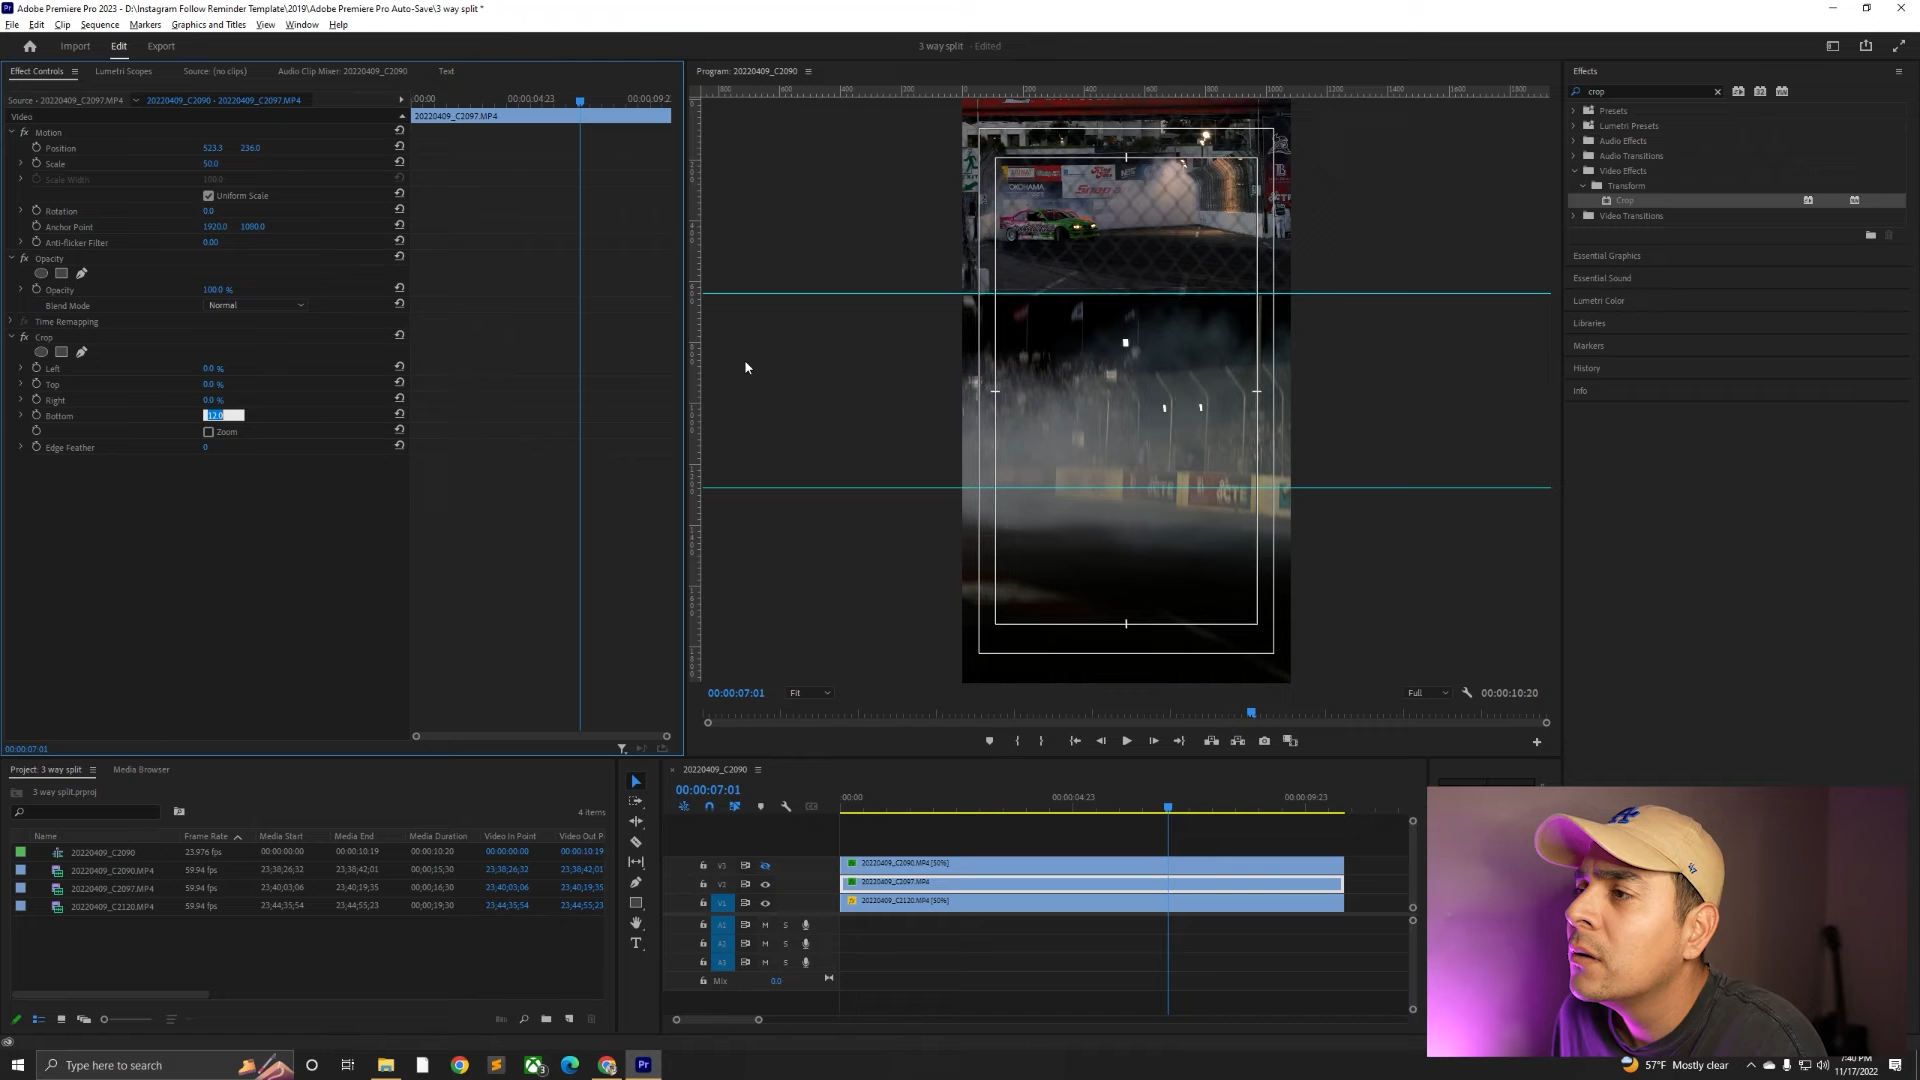 Adobe Premiere Pro 2023 - D:\Instagram Follow Reminder Template\2019\Adobe Premiere Pro Auto-Save\3 way split *
File Edit Clip Sequence Markers Graphics and Titles View Window Help
Import Edit Export
3 way split - Edited
Effect Controls Lumetri Scopes Source: (no clips) Audio Clip Mixer: 20220409_C2090 Text
Program: 20220409_C2090
Effects
Source • 20220409_C2097.MP4 20220409_C2090 • 20220409_C2097.MP4
:00:00 00:00:04:23 00:00:09:2
crop
Video
20220409_C2097.MP4
Motion
Position 523.3 236.0
Scale 50.0
Scale Width 100.0
Uniform Scale
Rotation 0.0
Anchor Point 1920.0 1080.0
Anti-flicker Filter 0.00
Opacity
Opacity 100.0 %
Blend Mode Normal
Time Remapping
Crop
Left 0.0 %
Top 0.0 %
Right 0.0 %
Bottom 12.0
Zoom
Edge Feather 0
Presets
Lumetri Presets
Audio Effects
Audio Transitions
Video Effects
Transform
Crop
Video Transitions
Essential Graphics
Essential Sound
Lumetri Color
Libraries
Markers
History
Info
YOKOHAMA
Snap-on
00:00:07:01 Fit Full 00:00:10:20
00:00:07:01
Project: 3 way split Media Browser
3 way split.prproj
4 items
Name Frame Rate Media Start Media End Media Duration Video In Point Video Out P
20220409_C2090 23.976 fps 00:00:00:00 00:00:10:19 00:00:10:20 00:00:00:00 00:00:10:19
20220409_C2090.MP4 59.94 fps 23;38;26;32 23;38;42;01 00;00;15;30 23;38;26;32 23;38;42;01
20220409_C2097.MP4 59.94 fps 23;40;03;06 23;40;19;35 00;00;16;30 23;40;03;06 23;40;19;35
20220409_C2120.MP4 59.94 fps 23;44;35;54 23;44;55;23 00;00;19;30 23;44;35;54 23;44;55;23
20220409_C2090
00:00:07:01
:00:00 00:00:04:23 00:00:09:23
V3 20220409_C2090.MP4 [50%]
V2 20220409_C2097.MP4
V1 20220409_C2120.MP4 [50%]
A1 M S
A2 M S
A3 M S
Mix 0.0
Type here to search
57°F Mostly clear
7:40 PM
11/17/2022